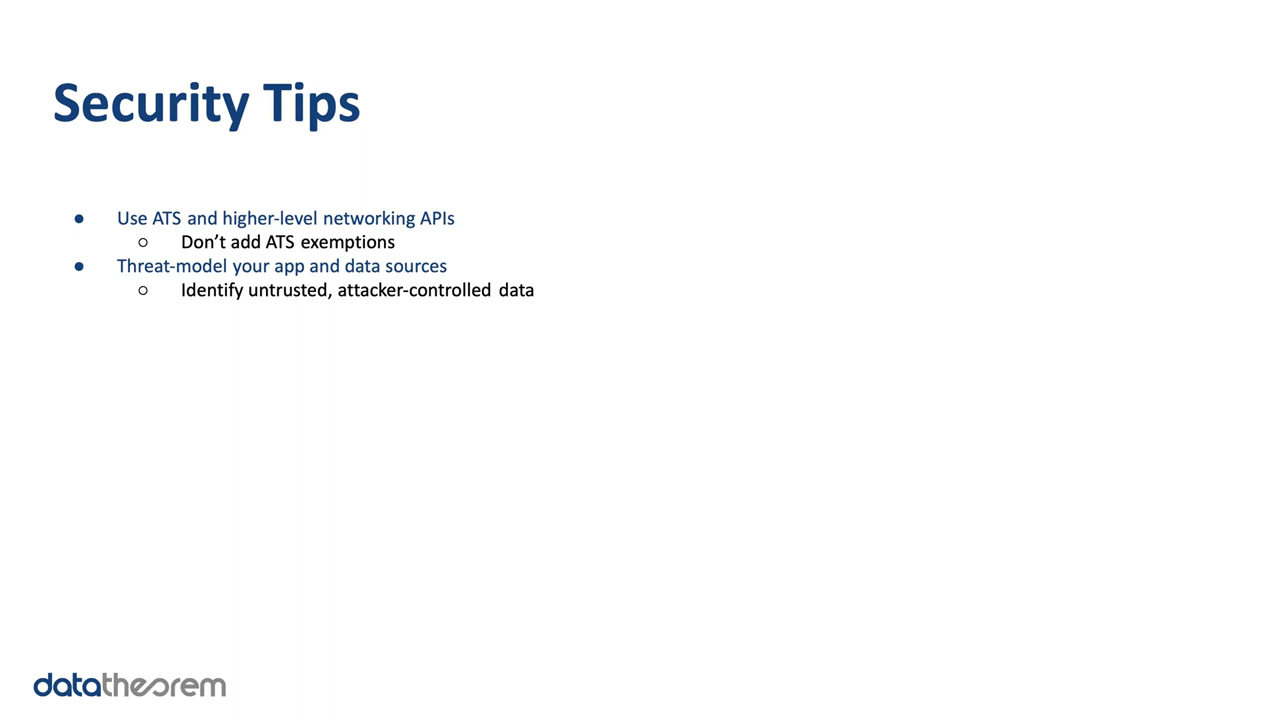 Security Tips
● Use ATS and higher-level networking APIs
○ Don’t add ATS exemptions
● Threat-model your app and data sources
○ Identify untrusted, attacker-controlled data
datatheorem